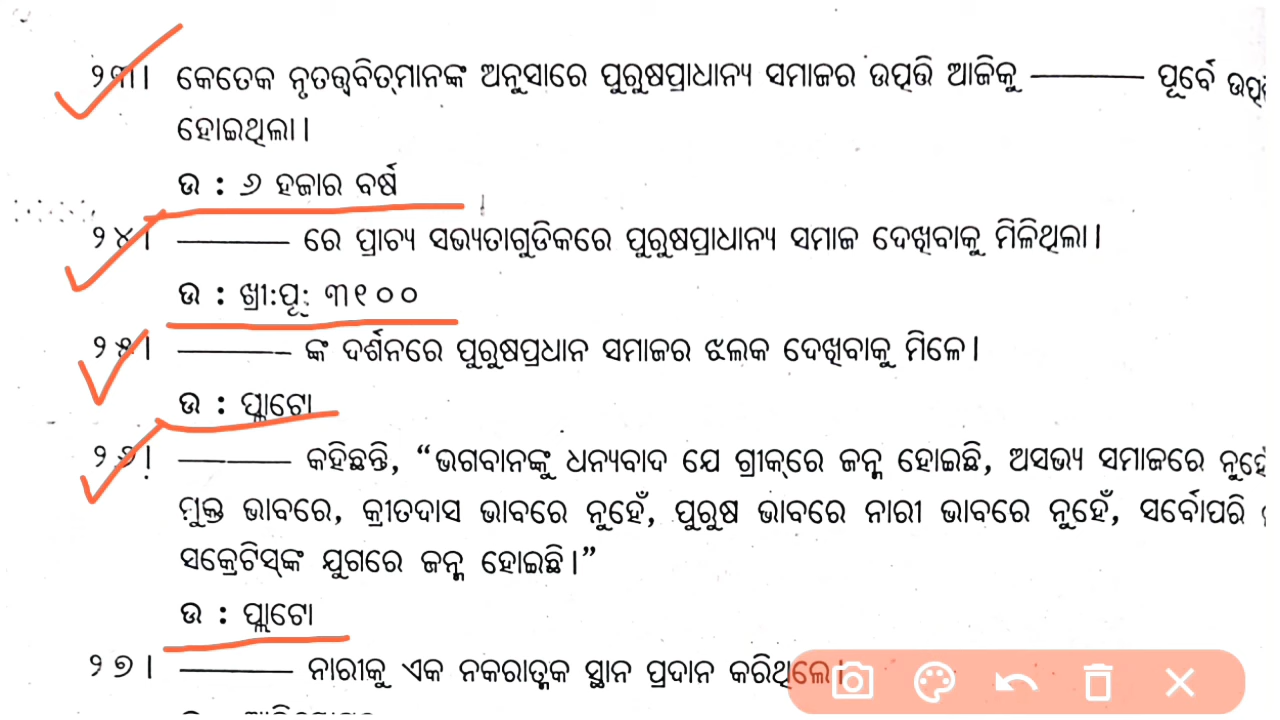 ୨୩। କେତେକ ନୃତତ୍ତ୍ୱବିତ୍‌ମାନଙ୍କ ଅନୁସାରେ ପୁରୁଷପ୍ରାଧାନ୍ୟ ସମାଜର ଉତ୍ପତ୍ତି ଆଜିକୁ ———— ପୂର୍ବେ
ହୋଇଥିଲା।
ଉ : ୬ ହଜାର ବର୍ଷ
୨୪। ———— ରେ ପ୍ରାଚ୍ୟ ସଭ୍ୟତାଗୁଡିକରେ ପୁରୁଷପ୍ରାଧାନ୍ୟ ସମାଜ ଦେଖିବାକୁ ମିଳିଥିଲା।
ଉ : ଖ୍ରୀ:ପୂ: ୩୧୦୦
୨୫। ———— ଙ୍କ ଦର୍ଶନରେ ପୁରୁଷପ୍ରଧାନ ସମାଜର ଝଲକ ଦେଖିବାକୁ ମିଳେ।
ଉ : ପ୍ଲାଟୋ
୨୬। ———— କହିଛନ୍ତି, “ଭଗବାନଙ୍କୁ ଧନ୍ୟବାଦ ଯେ ଗ୍ରୀକ୍‌ରେ ଜନ୍ମ ହୋଇଛି, ଅସଭ୍ୟ ସମାଜରେ
ମୁକ୍ତ ଭାବରେ, କ୍ରୀତଦାସ ଭାବରେ ନୁହେଁ, ପୁରୁଷ ଭାବରେ ନାରୀ ଭାବରେ ନୁହେଁ, ସର୍ବୋପରି
ସକ୍ରେଟିସ୍‌ଙ୍କ ଯୁଗରେ ଜନ୍ମ ହୋଇଛି।”
ଉ : ପ୍ଲାଟୋ
୨୭। ———— ନାରୀକୁ ଏକ ନକରାତ୍ମକ ସ୍ଥାନ ପ୍ରଦାନ କରିଥିଲେ।